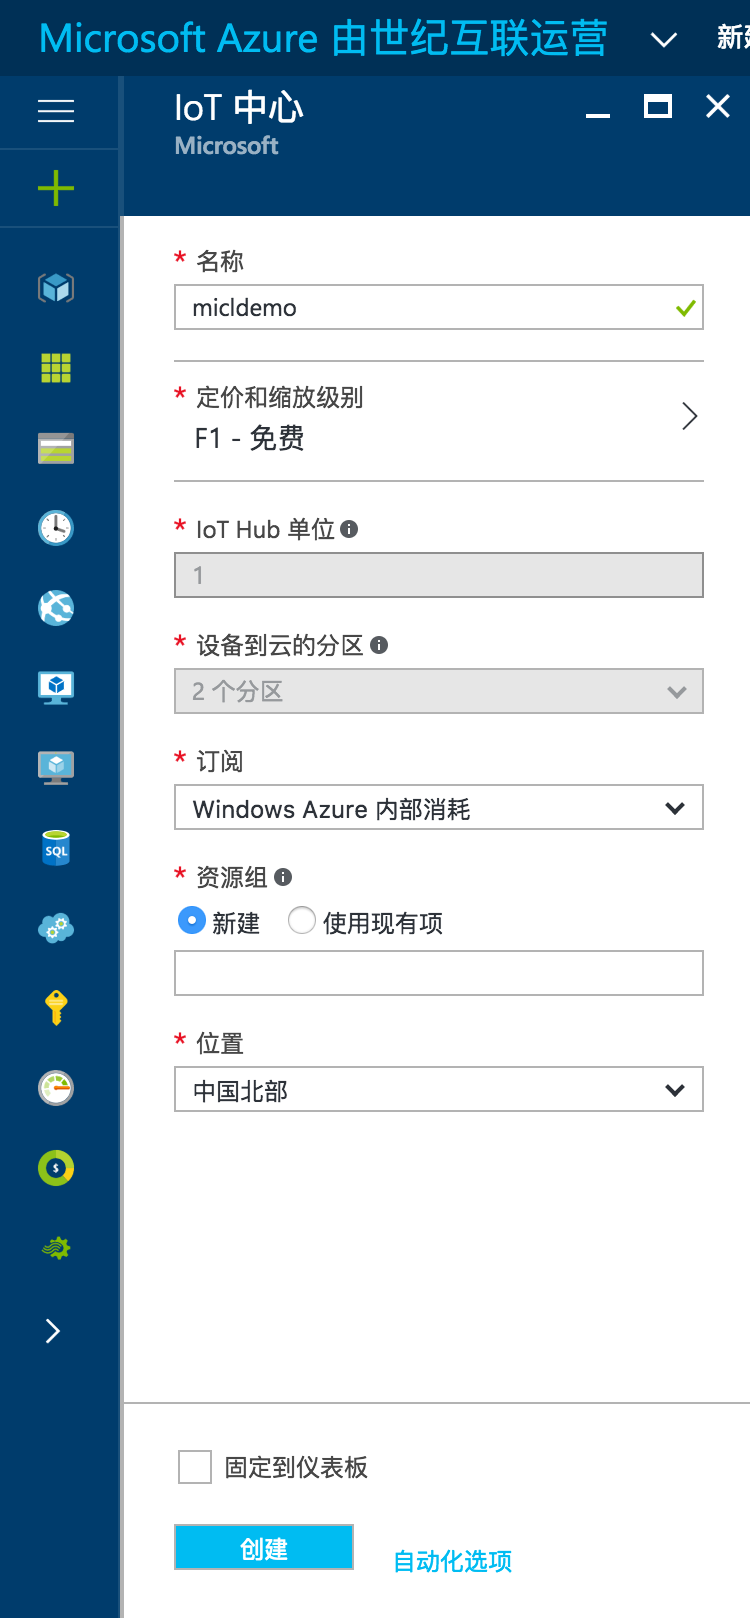 Microsoft Azure 由世纪互联运营
IoT 中心
Microsoft
* 名称
micldemo
* 定价和缩放级别
F1 - 免费
* IoT Hub 单位
1
* 设备到云的分区
2 个分区
* 订阅
Windows Azure 内部消耗
* 资源组
新建 使用现有项
* 位置
中国北部
SQL
$
固定到仪表板
创建 自动化选项